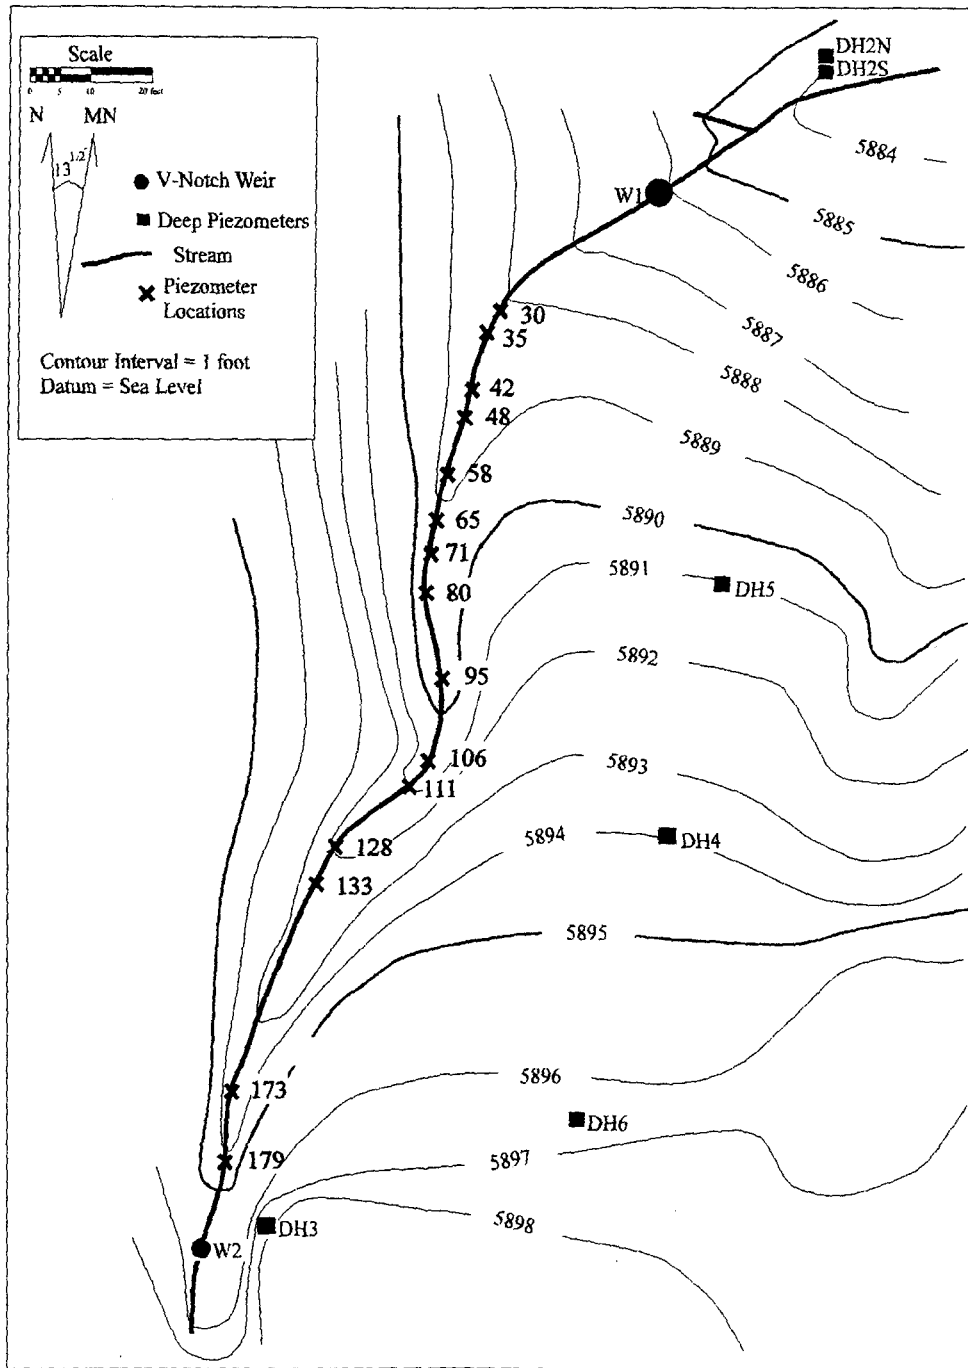 Scale
0 5 10 20 feet
N MN
13 1.2'
V-Notch Weir
Deep Piezometers
Stream
Piezometer
Locations
Contour Interval = 1 foot
Datum = Sea Level
DH2N
DH2S
5884
W1
5885
5886
30
5887
35
5888
42
48
5889
58
5890
65
71
5891
80
DH5
5892
95
106
5893
111
5894
DH4
128
133
5895
5896
173
DH6
5897
179
5898
DH3
W2